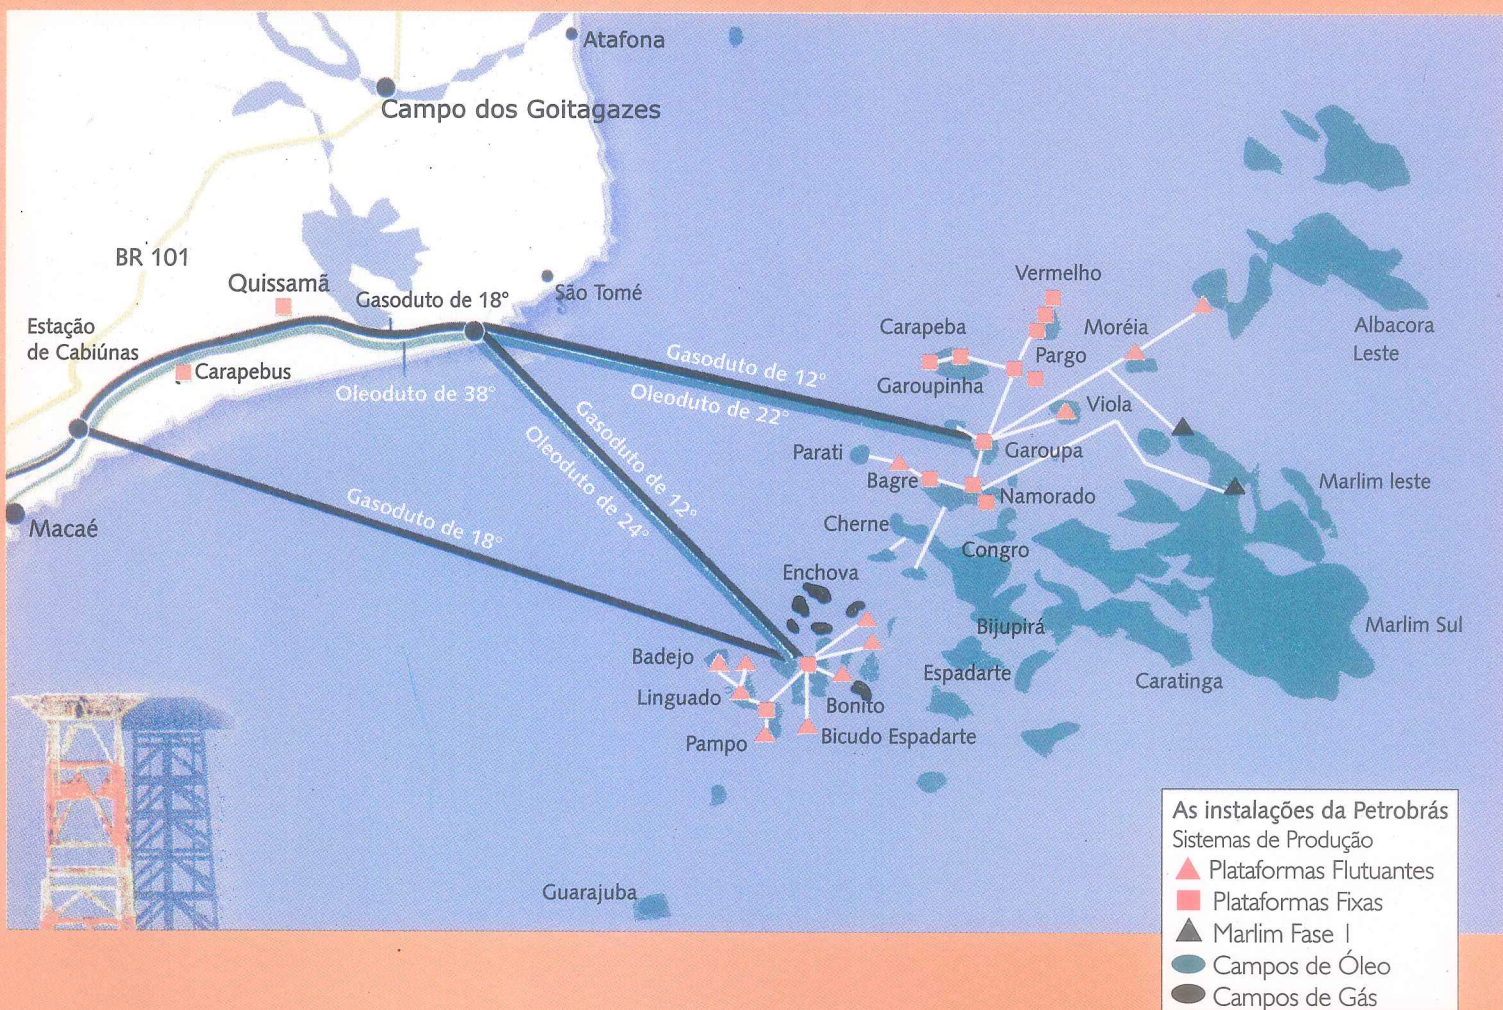 Atafona
Campo dos Goitagazes
BR 101
Quissamã
Gasoduto de 18°
São Tomé
Estação
de Cabiúnas
Carapebus
Oleoduto de 38°
Macaé
Gasoduto de 12°
Oleoduto de 22°
Gasoduto de 12°
Oleoduto de 24°
Gasoduto de 18°
Vermelho
Carapeba
Moréia
Pargo
Garoupinha
Viola
Albacora
Leste
Parati
Garoupa
Bagre
Namorado
Marlim leste
Cherne
Congro
Enchova
Bijupirá
Marlim Sul
Badejo
Espadarte
Caratinga
Linguado
Bonito
Pampo
Bicudo Espadarte
Guarajuba
As instalações da Petrobrás
Sistemas de Produção
Plataformas Flutuantes
Plataformas Fixas
Marlim Fase I
Campos de Óleo
Campos de Gás